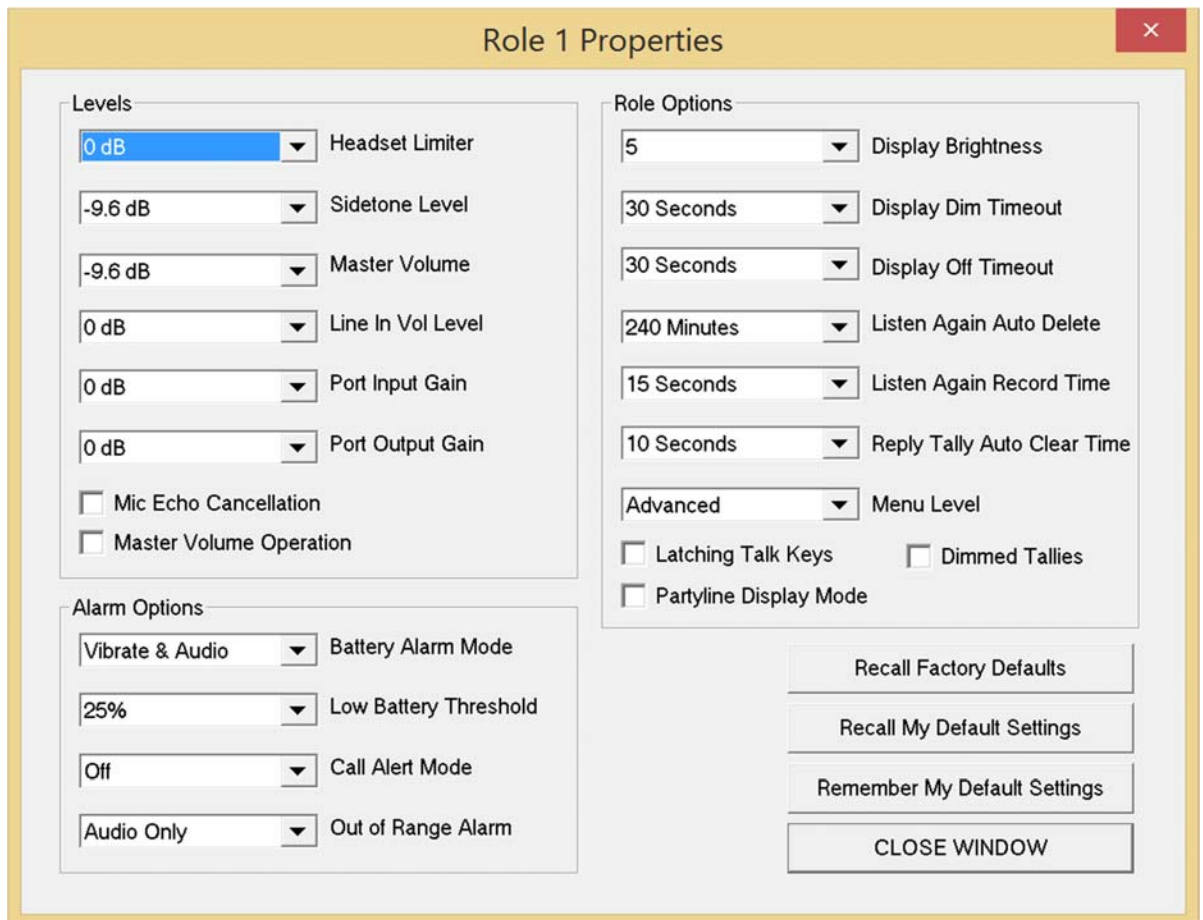 Role 1 Properties
Levels
0 dB Headset Limiter
-9.6 dB Sidetone Level
-9.6 dB Master Volume
0 dB Line In Vol Level
0 dB Port Input Gain
0 dB Port Output Gain
Mic Echo Cancellation
Master Volume Operation
Alarm Options
Vibrate & Audio Battery Alarm Mode
25% Low Battery Threshold
Off Call Alert Mode
Audio Only Out of Range Alarm
Role Options
5 Display Brightness
30 Seconds Display Dim Timeout
30 Seconds Display Off Timeout
240 Minutes Listen Again Auto Delete
15 Seconds Listen Again Record Time
10 Seconds Reply Tally Auto Clear Time
Advanced Menu Level
Latching Talk Keys Dimmed Tallies
Partyline Display Mode
Recall Factory Defaults
Recall My Default Settings
Remember My Default Settings
CLOSE WINDOW